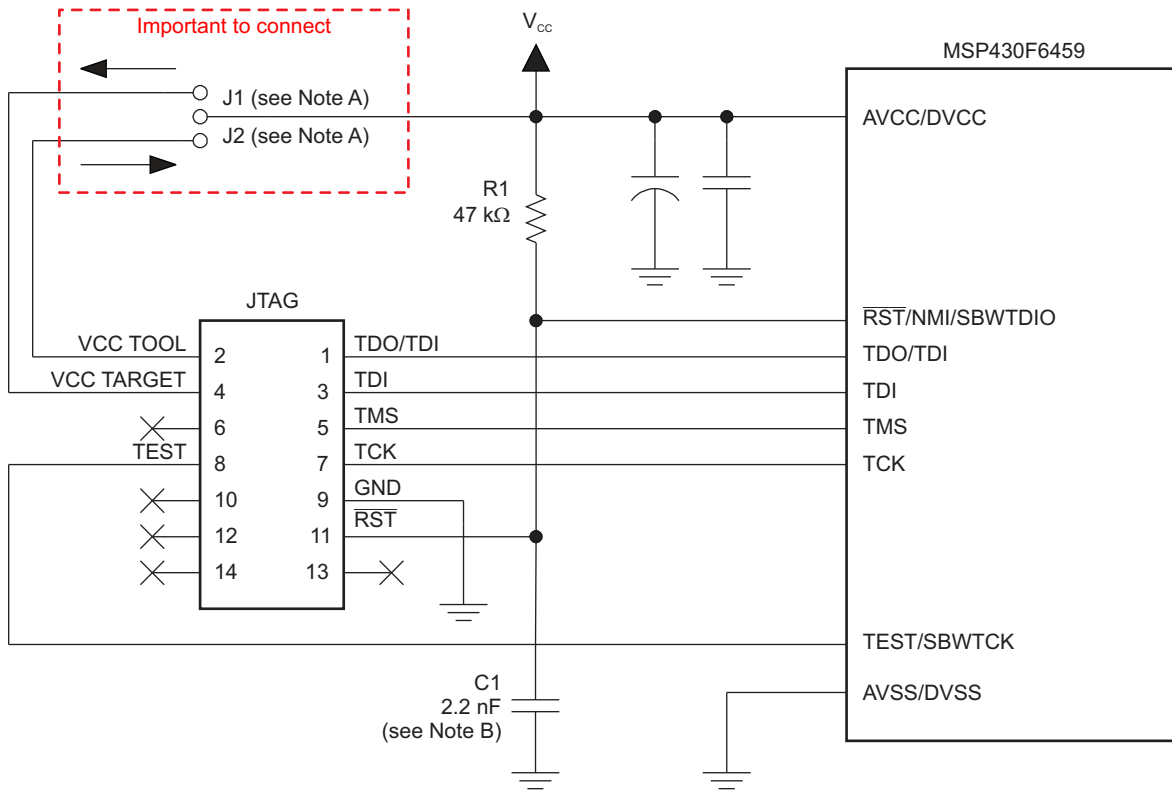 Important to connect
J1 (see Note A)
J2 (see Note A)
VCC
MSP430F6459
AVCC/DVCC
R1
47 kΩ
JTAG
RST/NMI/SBWTDIO
VCC TOOL 2 1 TDO/TDI TDO/TDI
VCC TARGET 4 3 TDI TDI
6 5 TMS TMS
TEST 8 7 TCK TCK
10 9 GND
12 11 RST
14 13
TEST/SBWTCK
C1
2.2 nF
(see Note B)
AVSS/DVSS